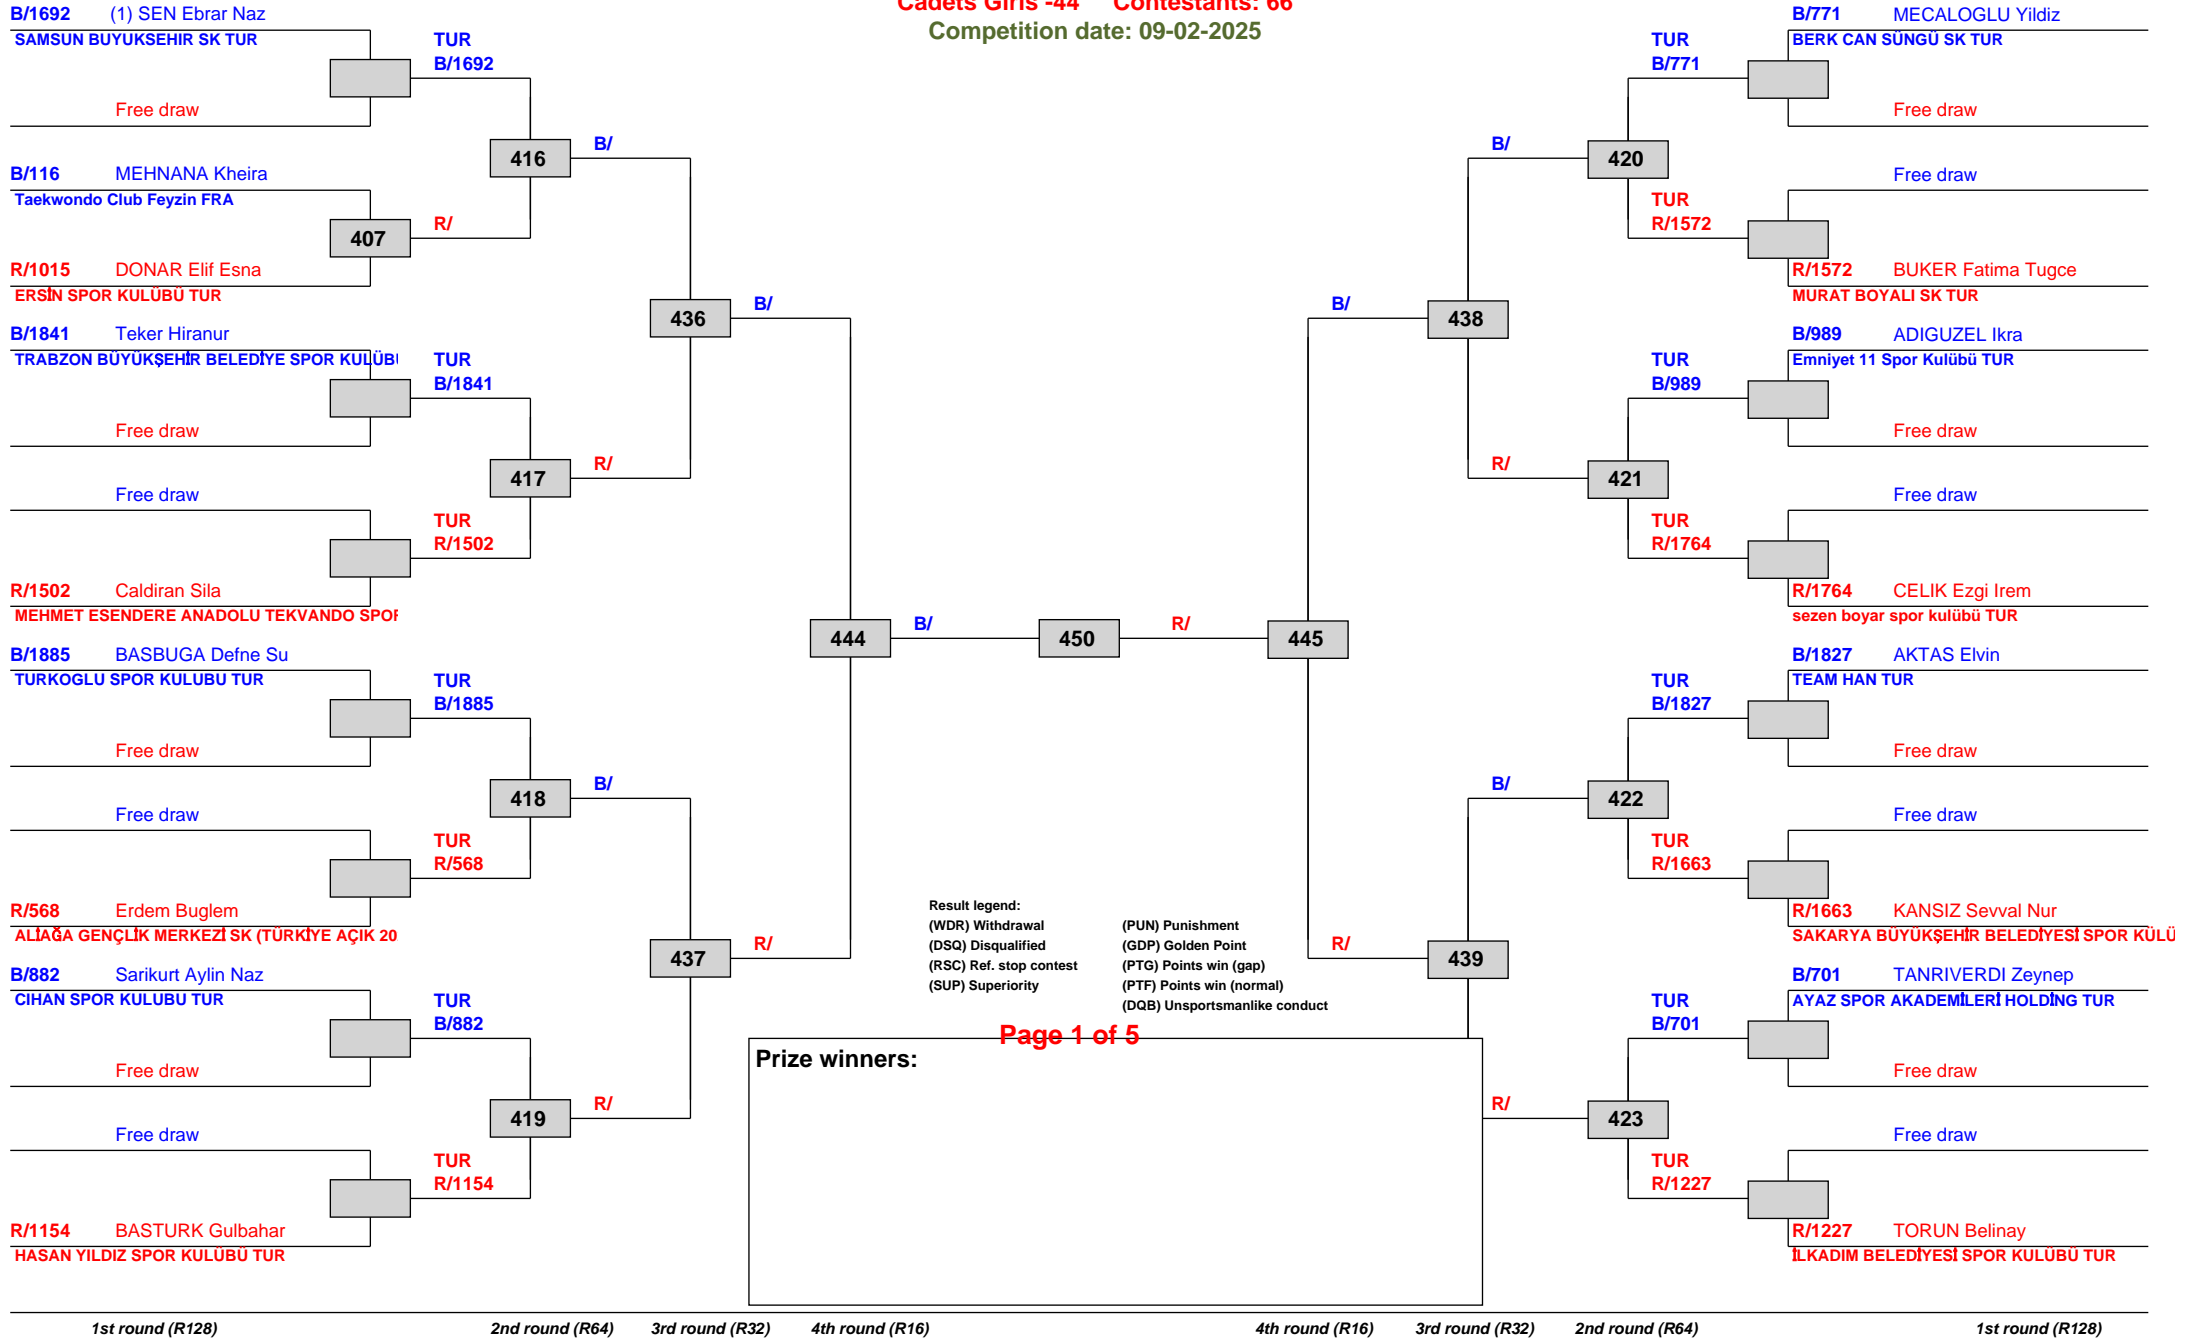 Cadets Girls -44 Contestants: 66
Competition date: 09-02-2025
B/1692 (1) SEN Ebrar Naz
SAMSUN BUYUKSEHIR SK TUR
TUR
B/1692
Free draw
416
B/
B/116 MEHNANA Kheira
Taekwondo Club Feyzin FRA
407
R/
R/1015 DONAR Elif Esna
ERSİN SPOR KULÜBÜ TUR
436
B/
B/1841 Teker Hiranur
TRABZON BÜYÜKŞEHİR BELEDİYE SPOR KULÜBÜ
TUR
B/1841
Free draw
417
R/
Free draw
TUR
R/1502
R/1502 Caldiran Sila
MEHMET ESENDERE ANADOLU TEKVANDO SPOR
444
B/
450
R/
445
B/1885 BASBUGA Defne Su
TURKOGLU SPOR KULUBU TUR
TUR
B/1885
Free draw
418
B/
Free draw
TUR
R/568
R/568 Erdem Buglem
ALİAĞA GENÇLİK MERKEZİ SK (TÜRKİYE AÇIK 20
437
R/
B/882 Sarikurt Aylin Naz
CIHAN SPOR KULUBU TUR
TUR
B/882
Free draw
419
R/
Free draw
TUR
R/1154
R/1154 BASTURK Gulbahar
HASAN YILDIZ SPOR KULÜBÜ TUR
B/771 MECALOGLU Yildiz
BERK CAN SÜNGÜ SK TUR
TUR
B/771
Free draw
B/
420
Free draw
TUR
R/1572
R/1572 BUKER Fatima Tugce
MURAT BOYALI SK TUR
B/
438
B/989 ADIGUZEL Ikra
Emniyet 11 Spor Kulübü TUR
TUR
B/989
Free draw
R/
421
Free draw
TUR
R/1764
R/1764 CELIK Ezgi Irem
sezen boyar spor kulübü TUR
B/1827 AKTAS Elvin
TEAM HAN TUR
TUR
B/1827
Free draw
B/
422
Free draw
TUR
R/1663
R/1663 KANSIZ Sevval Nur
SAKARYA BÜYÜKŞEHİR BELEDİYESİ SPOR KULÜ
R/
439
B/701 TANRIVERDI Zeynep
AYAZ SPOR AKADEMİLERİ HOLDİNG TUR
TUR
B/701
Free draw
R/
423
Free draw
TUR
R/1227
R/1227 TORUN Belinay
İLKADIM BELEDİYESİ SPOR KULÜBÜ TUR
Result legend:
(WDR) Withdrawal (PUN) Punishment
(DSQ) Disqualified (GDP) Golden Point
(RSC) Ref. stop contest (PTG) Points win (gap)
(SUP) Superiority (PTF) Points win (normal)
(DQB) Unsportsmanlike conduct
Page 1 of 5
Prize winners:
1st round (R128) 2nd round (R64) 3rd round (R32) 4th round (R16) 4th round (R16) 3rd round (R32) 2nd round (R64) 1st round (R128)